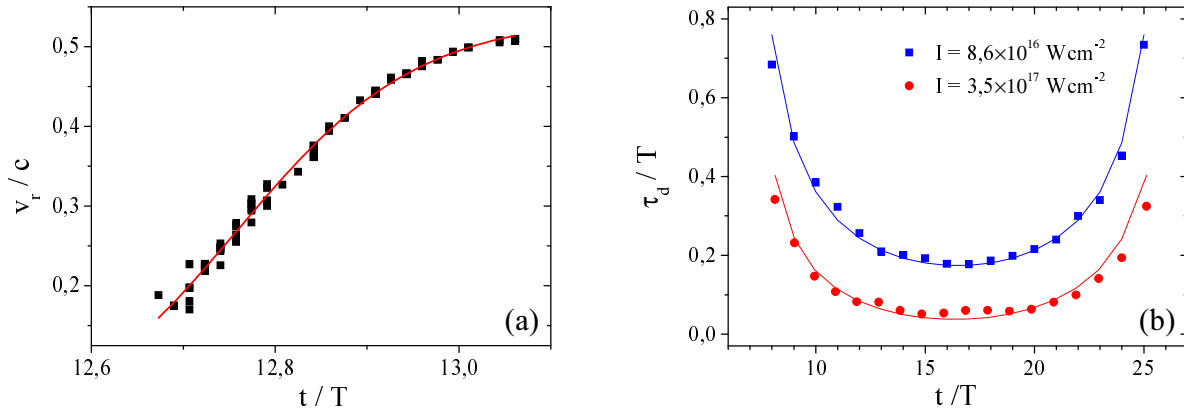 0,5
0,4
0,3
0,2
v_r / c
12,6 12,8 13,0
t / T
(a)
0,8
0,6
0,4
0,2
0,0
τ_d / T
I = 8,6×10^16 Wcm^-2
I = 3,5×10^17 Wcm^-2
10 15 20 25
t /T
(b)